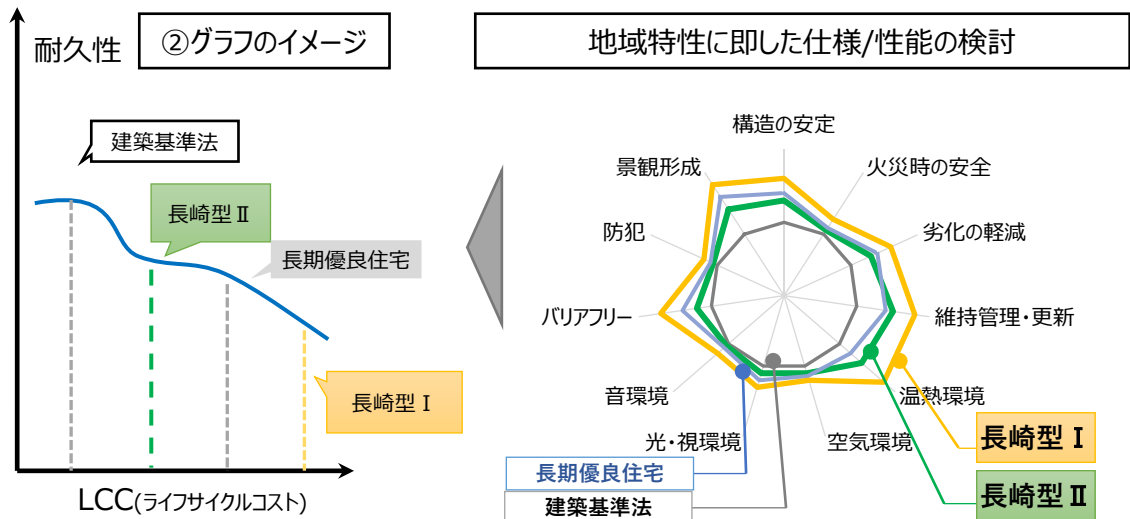 耐久性
②グラフのイメージ
建築基準法
長崎型Ⅱ
長期優良住宅
長崎型Ⅰ
LCC(ライフサイクルコスト)
地域特性に即した仕様/性能の検討
構造の安定
火災時の安全
劣化の軽減
維持管理・更新
温熱環境
空気環境
光・視環境
音環境
バリアフリー
防犯
景観形成
長崎型Ⅰ
長期優良住宅
長崎型Ⅱ
建築基準法